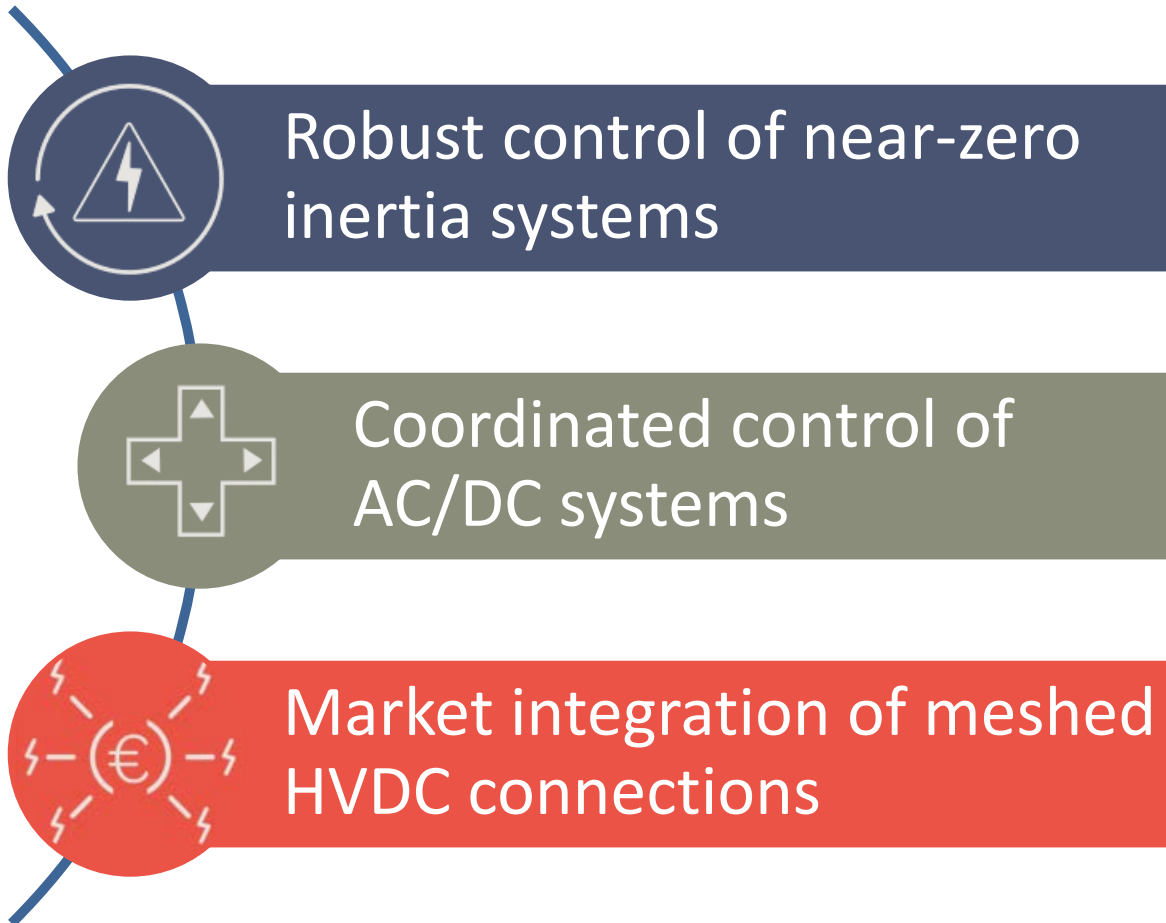 Robust control of near-zero
inertia systems
Coordinated control of
AC/DC systems
€
Market integration of meshed
HVDC connections